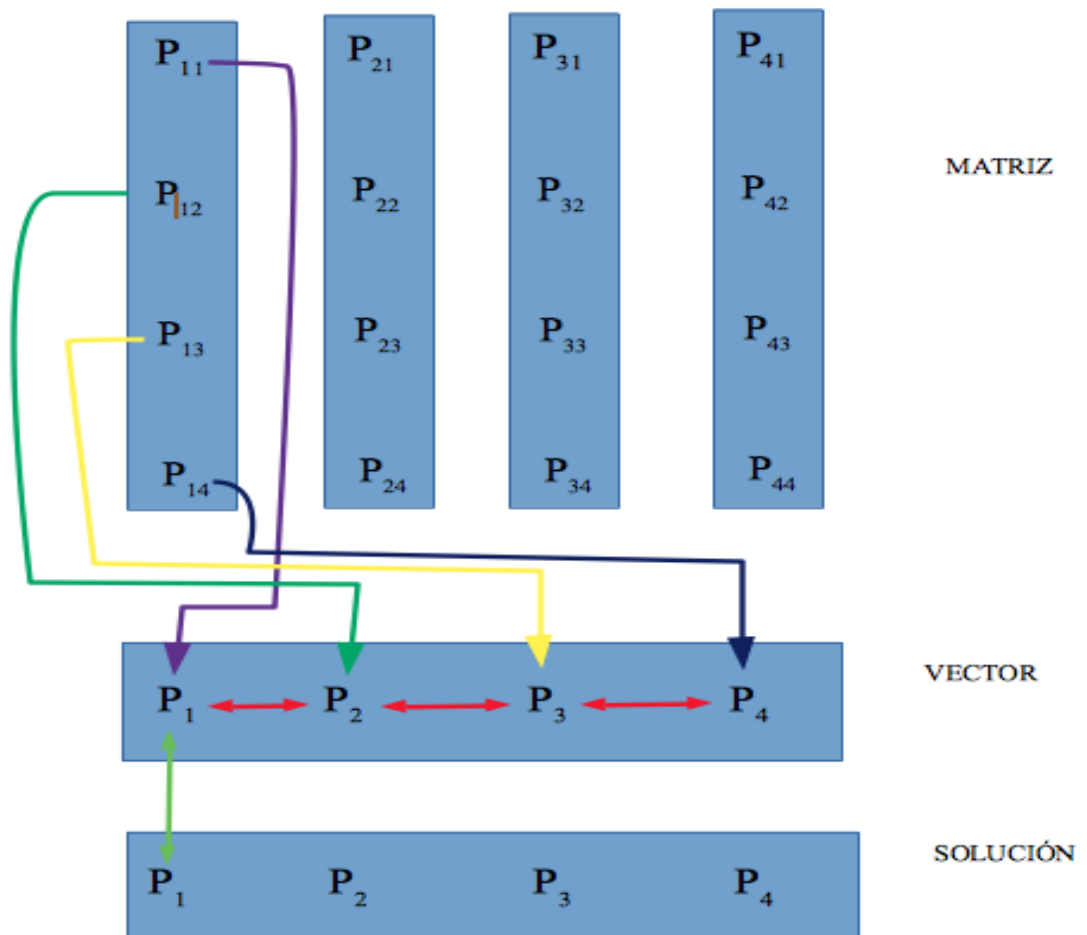 P₁₁ P₂₁ P₃₁ P₄₁
MATRIZ
P₁₂ P₂₂ P₃₂ P₄₂
P₁₃ P₂₃ P₃₃ P₄₃
P₁₄ P₂₄ P₃₄ P₄₄
VECTOR
P₁ P₂ P₃ P₄
SOLUCIÓN
P₁ P₂ P₃ P₄